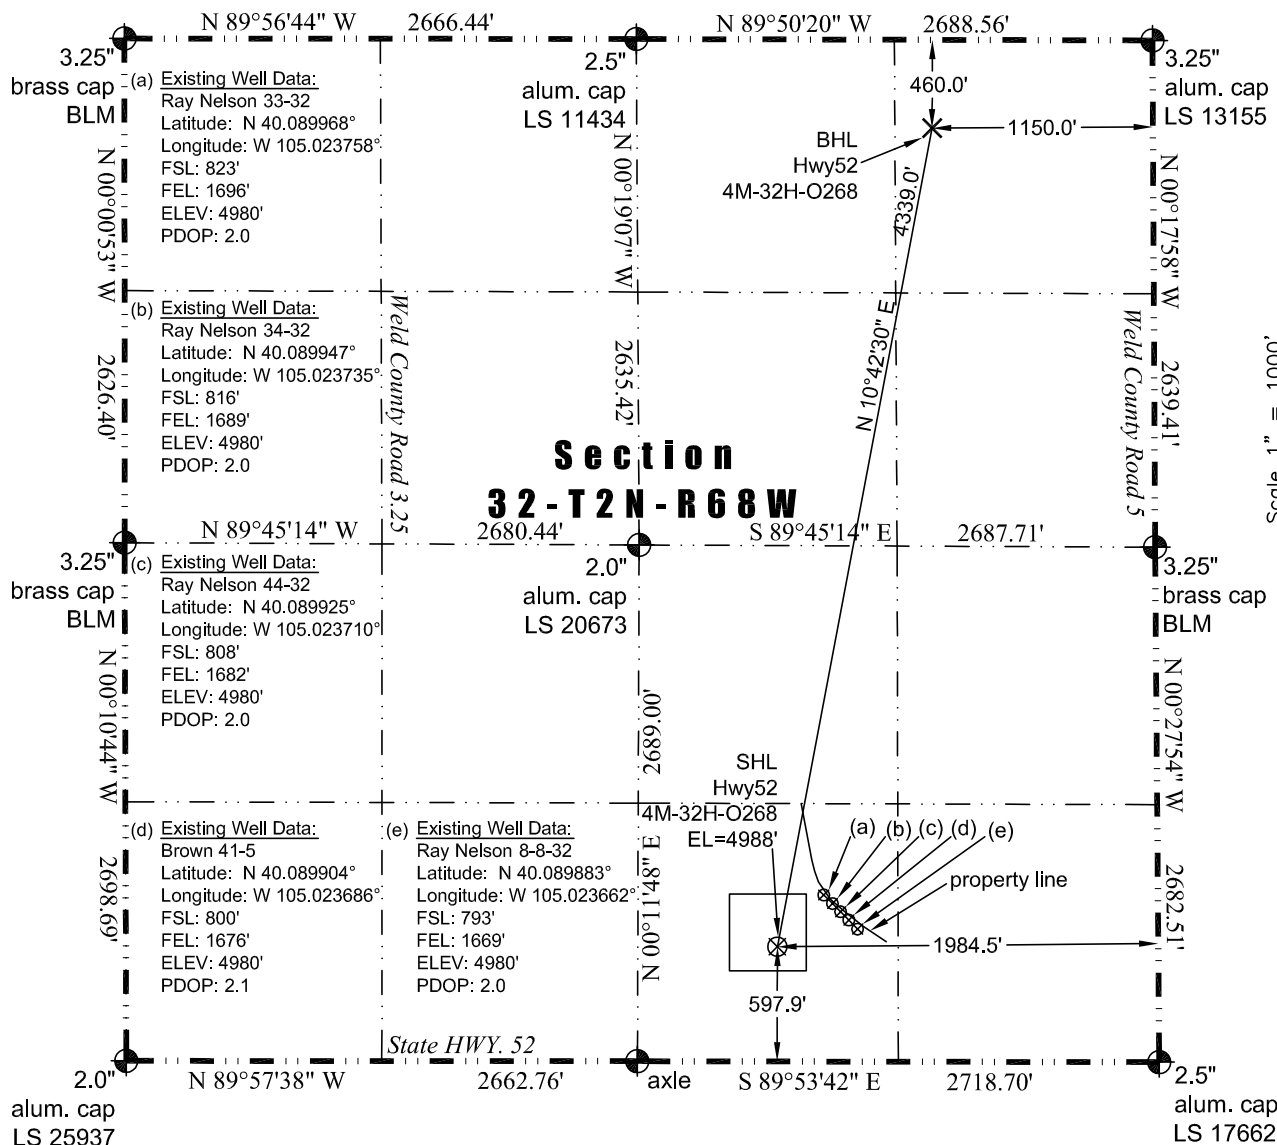 N 89°56'44" W 2666.44' N 89°50'20" W 2688.56'
3.25"
brass cap
BLM
2.5"
alum. cap
LS 11434
3.25"
alum. cap
LS 13155
460.0'
1150.0'
BHL
Hwy52
4M-32H-O268
(a) Existing Well Data:
Ray Nelson 33-32
Latitude: N 40.089968°
Longitude: W 105.023758°
FSL: 823'
FEL: 1696'
ELEV: 4980'
PDOP: 2.0
N 00°00'53" W
2626.40'
N 00°19'07" W
2635.42'
4339.0'
N 10°42'30" E
N 00°17'58" W
2639.41'
Weld County Road 3.25
Weld County Road 5
(b) Existing Well Data:
Ray Nelson 34-32
Latitude: N 40.089947°
Longitude: W 105.023735°
FSL: 816'
FEL: 1689'
ELEV: 4980'
PDOP: 2.0
Scale 1" = 1000'
Section
32-T2N-R68W
N 89°45'14" W 2680.44' S 89°45'14" E 2687.71'
3.25"
brass cap
BLM
2.0"
alum. cap
LS 20673
3.25"
brass cap
BLM
(c) Existing Well Data:
Ray Nelson 44-32
Latitude: N 40.089925°
Longitude: W 105.023710°
FSL: 808'
FEL: 1682'
ELEV: 4980'
PDOP: 2.0
N 00°10'44" W
2698.69'
N 00°11'48" E
2689.00'
N 00°27'54" W
2682.51'
SHL
Hwy52
4M-32H-O268
EL=4988'
(a) (b) (c) (d) (e)
property line
1984.5'
597.9'
(d) Existing Well Data:
Brown 41-5
Latitude: N 40.089904°
Longitude: W 105.023686°
FSL: 800'
FEL: 1676'
ELEV: 4980'
PDOP: 2.1
(e) Existing Well Data:
Ray Nelson 8-8-32
Latitude: N 40.089883°
Longitude: W 105.023662°
FSL: 793'
FEL: 1669'
ELEV: 4980'
PDOP: 2.0
State HWY. 52
N 89°57'38" W 2662.76' axle S 89°53'42" E 2718.70'
2.0"
alum. cap
LS 25937
2.5"
alum. cap
LS 17662